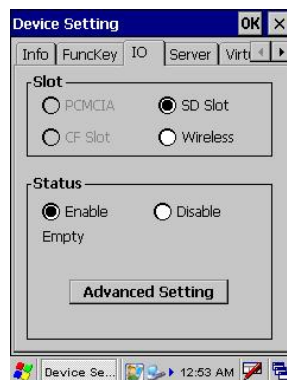 Device Setting OK ×
Info FuncKey IO Server Virtu
Slot
PCMCIA SD Slot
CF Slot Wireless
Status
Enable Disable
Empty
Advanced Setting
Device Se... 12:53 AM